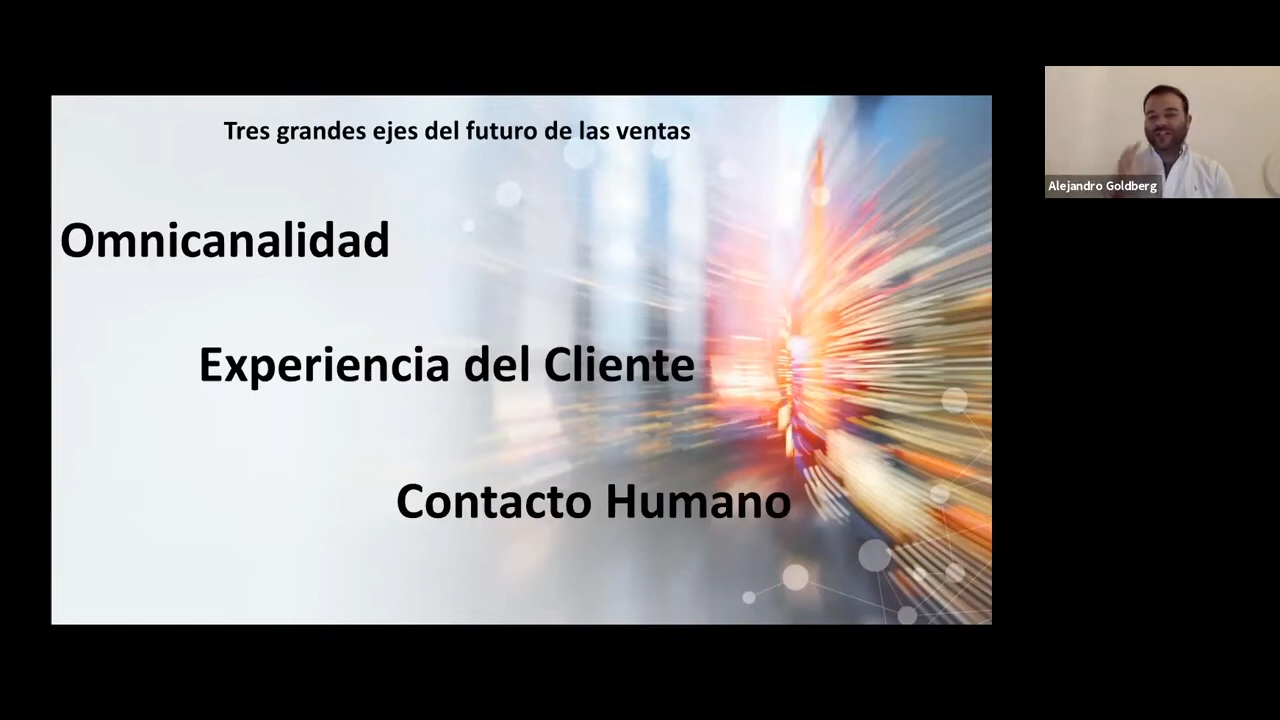 Tres grandes ejes del futuro de las ventas
Omnicanalidad
Experiencia del Cliente
Contacto Humano
Alejandro Goldberg